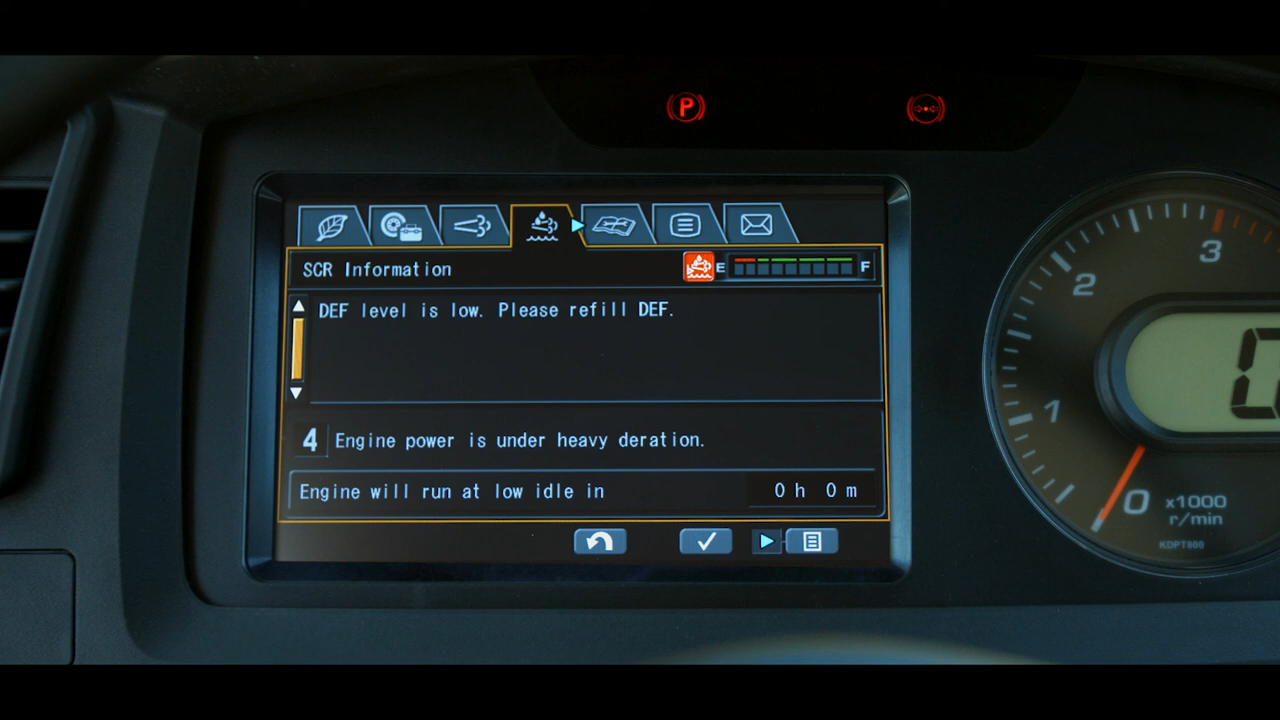 P
SCR Information
E
F
DEF level is low. Please refill DEF.
4 Engine power is under heavy deration.
Engine will run at low idle in 0 h 0 m
0
1
2
3
x1000
r/min
KDPT800